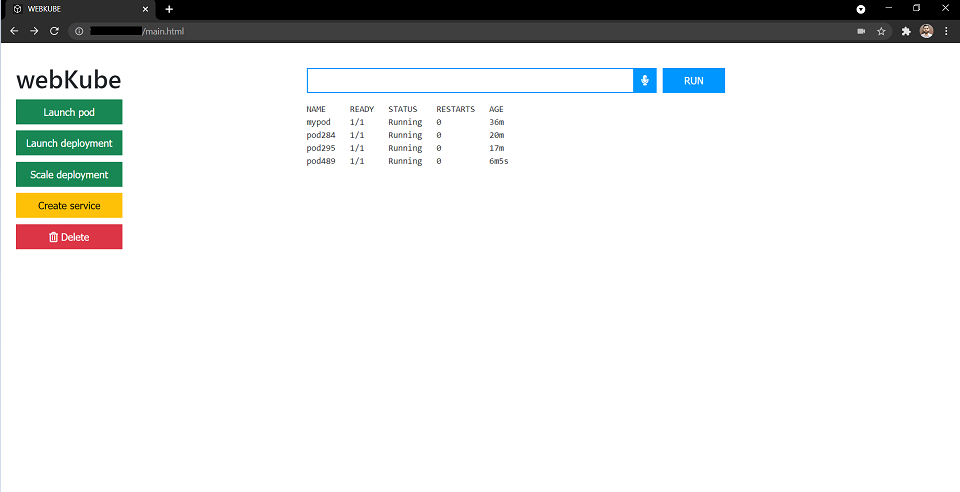 WEBKUBE
/main.html
webKube
Launch pod
Launch deployment
Scale deployment
Create service
Delete
RUN
NAME READY STATUS RESTARTS AGE
mypod 1/1 Running 0 36m
pod284 1/1 Running 0 20m
pod295 1/1 Running 0 17m
pod489 1/1 Running 0 6m5s